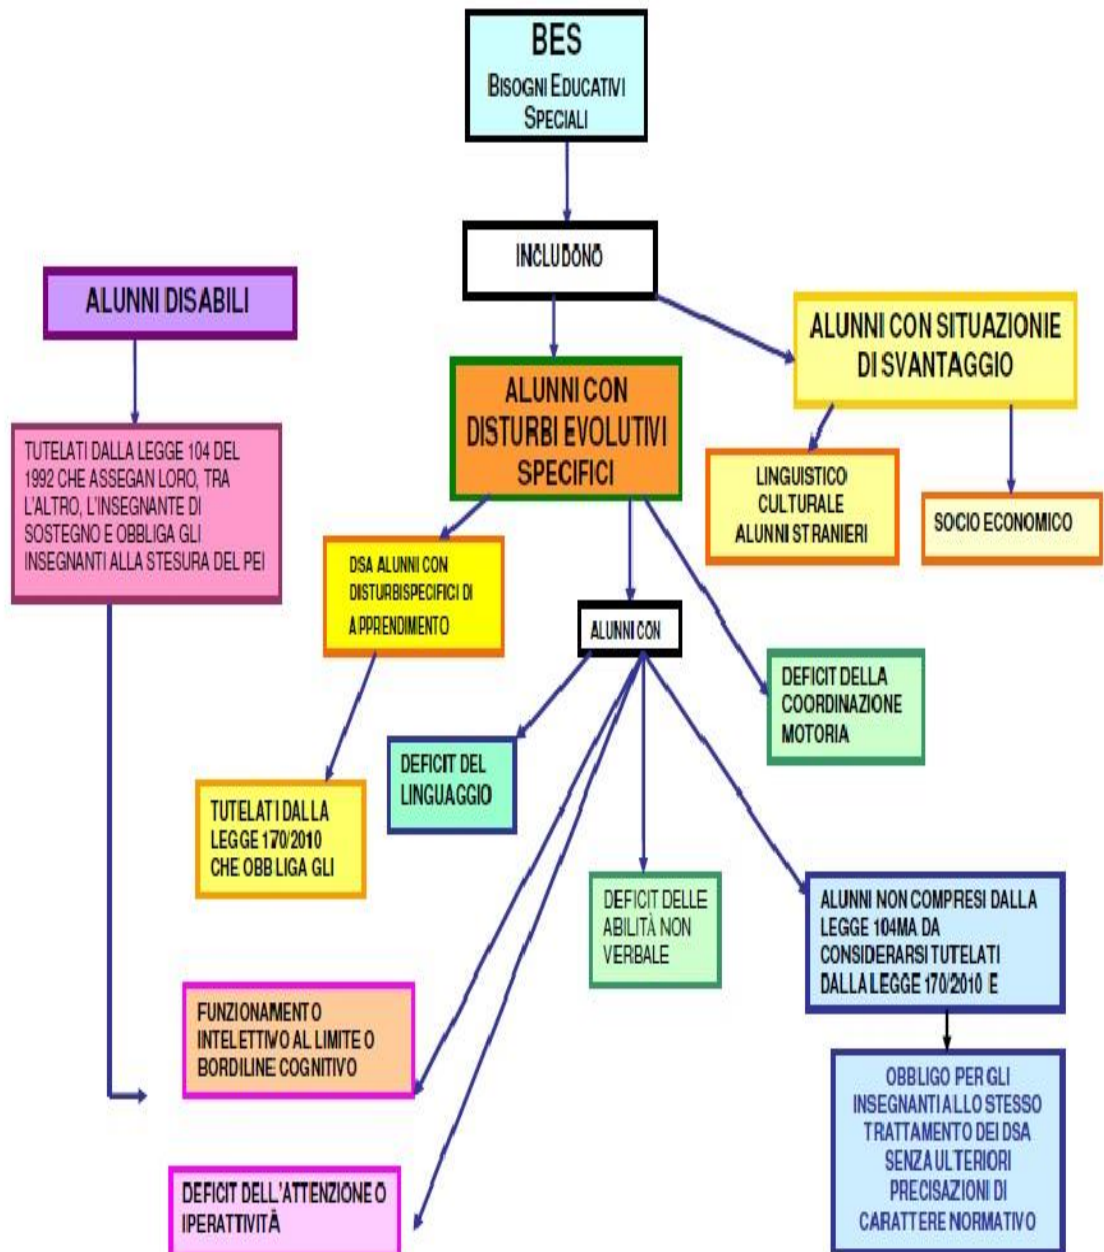 BES
BISOGNI EDUCATIVI
SPECIALI
INCLUDONO
ALUNNI DISABILI
ALUNNI CON SITUAZIONIE
DI SVANTAGGIO
ALUNNI CON
DISTURBI EVOLUTIVI
SPECIFICI
TUTELATI DALLA LEGGE 104 DEL
1992 CHE ASSEGAN LORO, TRA
L'ALTRO, L'INSEGNANTE DI
SOSTEGNO E OBBLIGA GLI
INSEGNANTI ALLA STESURA DEL PEI
LINGUISTICO
CULTURALE
ALUNNI STRANIERI
SOCIO ECONOMICO
DSA ALUNNI CON
DISTURBISPECIFICI DI
APPRENDIMENTO
ALUNNI CON
DEFICIT DELLA
COORDINAZIONE
MOTORIA
DEFICIT DEL
LINGUAGGIO
TUTELATI DALLA
LEGGE 170/2010
CHE OBBLIGA GLI
DEFICIT DELLE
ABILITÀ NON
VERBALE
ALUNNI NON COMPRESI DALLA
LEGGE 104MA DA
CONSIDERARSI TUTELATI
DALLA LEGGE 170/2010 E
FUNZIONAMENTO
INTELETTIVO AL LIMITE O
BORDILINE COGNITIVO
OBBLIGO PER GLI
INSEGNANTI ALLO STESSO
TRATTAMENTO DEI DSA
SENZA ULTERIORI
PRECISAZIONI DI
CARATTERE NORMATIVO
DEFICIT DELL'ATTENZIONE O
IPERATTIVITÀ